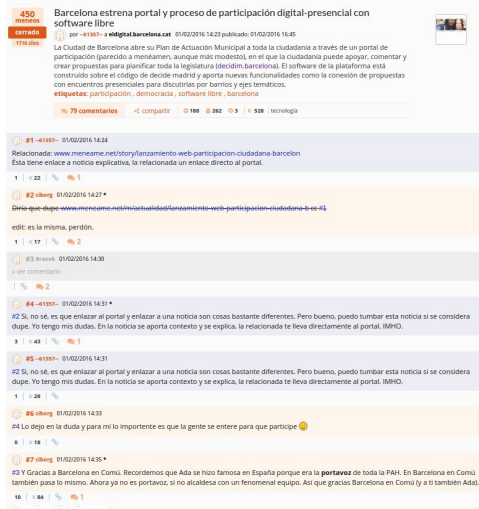 450
meneos
cerrado
1716 clics
Barcelona estrena portal y proceso de participación digital-presencial con
software libre
por --61357-- a eldigital.barcelona.cat 01/02/2016 14:23 publicado: 01/02/2016 16:45
La Ciudad de Barcelona abre su Plan de Actuación Municipal a toda la ciudadanía a través de un portal de
participación (parecido a menéamen, aunque más modesto), en el que la ciudadanía puede apoyar, comentar y
crear propuestas para planificar toda la legislatura (decidim.barcelona). El software de la plataforma está
construido sobre el código de decide madrid y aporta nuevas funcionalidades como la conexión de propuestas
con encuentros presenciales para discutirlas por barrios y ejes temáticos.
etiquetas: participación , democracia , software libre , barcelona
79 comentarios compartir 188 262 3 K 528 tecnología
#1 --61357-- 01/02/2016 14:24
Relacionada: www.meneame.net/story/lanzamiento-web-participacion-ciudadana-barcelon
Ésta tiene enlace a noticia explicativa, la relacionada un enlace directo al portal.
1 K 22 1
#2 ciborg 01/02/2016 14:27 *
Diría que dupe www.meneame.net/m/actualidad/lanzamiento-web-participacion-ciudadana-b cc #1
edit: es la misma, perdón.
1 K 17 2
#3 Bravok 01/02/2016 14:30
» ver comentario
2
#4 --61357-- 01/02/2016 14:31 *
#2 Si, no sé, es que enlazar al portal y enlazar a una noticia son cosas bastante diferentes. Pero bueno, puedo tumbar esta noticia si se considera
dupe. Yo tengo mis dudas. En la noticia se aporta contexto y se explica, la relacionada te lleva directamente al portal. IMHO.
3 K 43 1
#5 --61357-- 01/02/2016 14:31
#2 Si, no sé, es que enlazar al portal y enlazar a una noticia son cosas bastante diferentes. Pero bueno, puedo tumbar esta noticia si se considera
dupe. Yo tengo mis dudas. En la noticia se aporta contexto y se explica, la relacionada te lleva directamente al portal. IMHO.
1 K 28
#6 ciborg 01/02/2016 14:33
#4 Lo dejo en la duda y para mi lo importante es que la gente se entere para que participe
0 K 18
#7 ciborg 01/02/2016 14:35 *
#3 Y Gracias a Barcelona en Comú. Recordemos que Ada se hizo famosa en España porque era la portavoz de toda la PAH. En Barcelona en Comú
también pasa lo mismo. Ahora ya no es portavoz, si no alcaldesa con un fenomenal equipo. Asi que gracias Barcelona en Comú (y a ti también Ada).
10 K 84 1